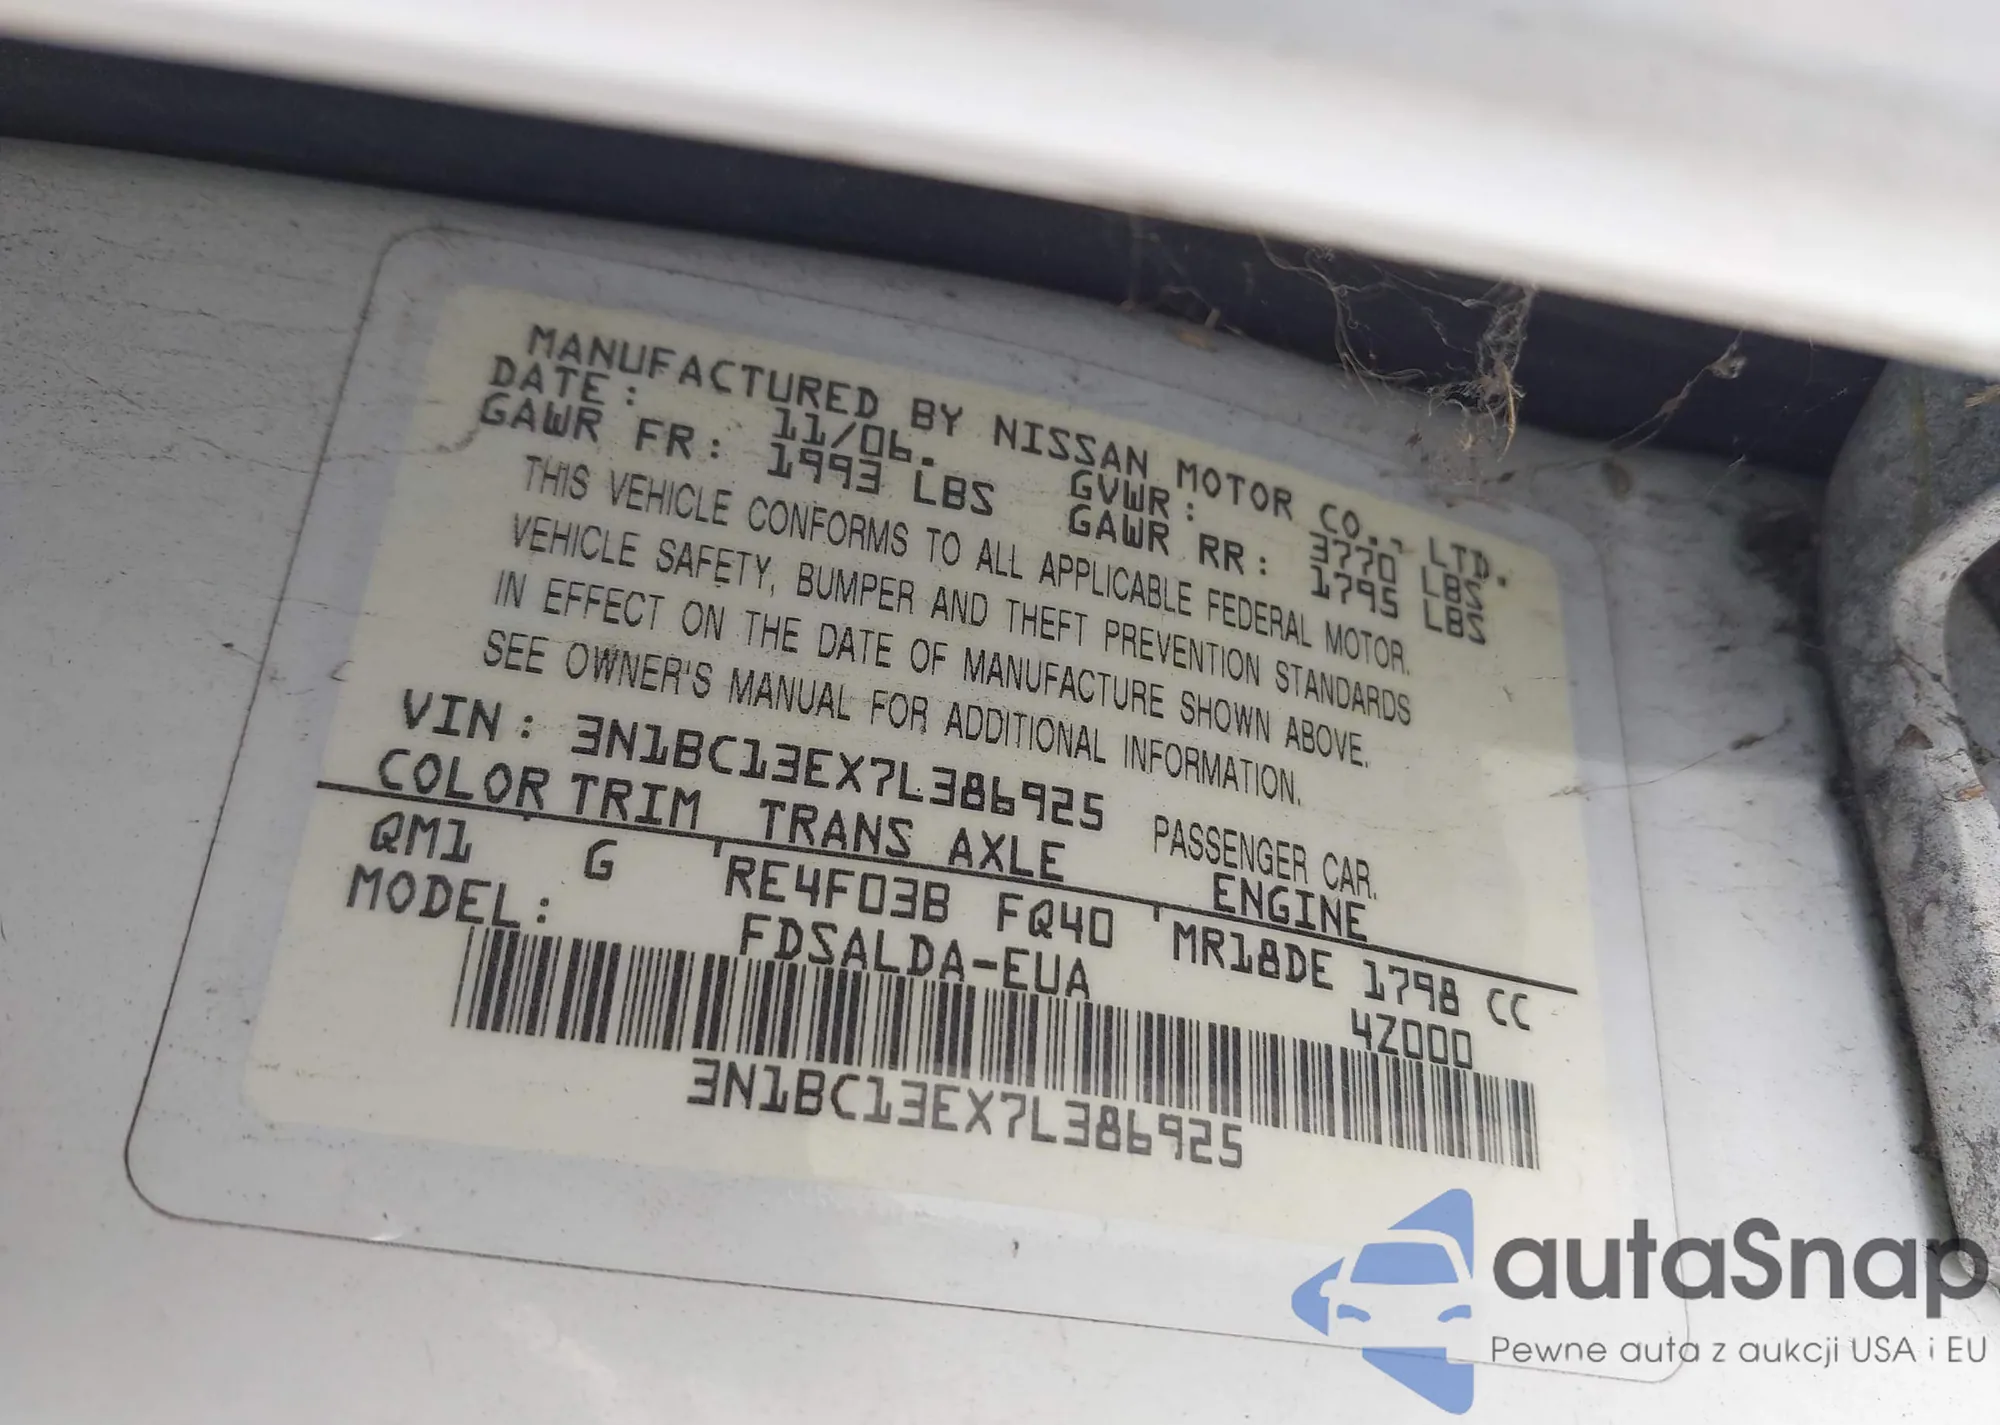 MANUFACTURED BY NISSAN MOTOR CO., LTD.
DATE: 11/06. GVWR: 3770 LBS
GAWR FR: 1993 LBS GAWR RR: 1795 LBS
THIS VEHICLE CONFORMS TO ALL APPLICABLE FEDERAL MOTOR.
VEHICLE SAFETY, BUMPER AND THEFT PREVENTION STANDARDS
IN EFFECT ON THE DATE OF MANUFACTURE SHOWN ABOVE.
SEE OWNER'S MANUAL FOR ADDITIONAL INFORMATION.
VIN: 3N1BC13EX7L386925 PASSENGER CAR.
COLOR TRIM TRANS AXLE ENGINE
QM1 G RE4F03B FQ40 MR18DE 1798 CC
MODEL: FDSALDA-EUA 4Z000
3N1BC13EX7L386925
autaSnap
Pewne auta z aukcji USA i EU